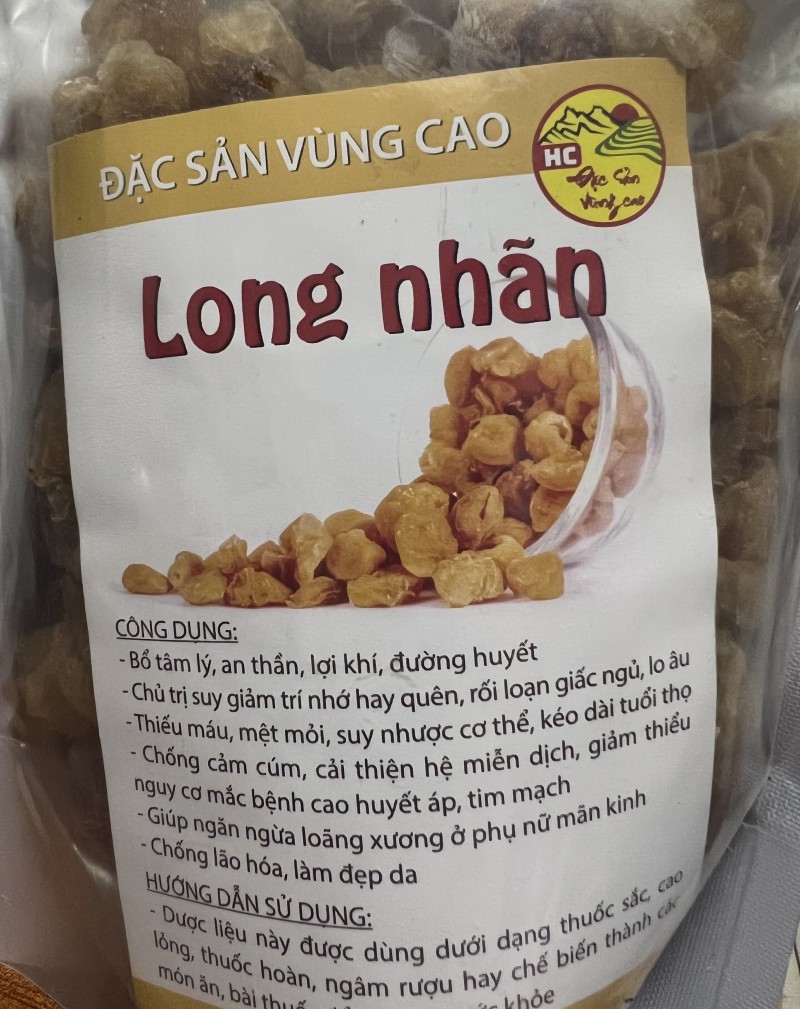 ĐẶC SẢN VÙNG CAO
HC
Đặc Sản
Vùng cao
Long nhãn
CÔNG DỤNG:
- Bổ tâm lý, an thần, lợi khí, đường huyết
- Chủ trị suy giảm trí nhớ hay quên, rối loạn giấc ngủ, lo âu
- Thiếu máu, mệt mỏi, suy nhược cơ thể, kéo dài tuổi thọ
- Chống cảm cúm, cải thiện hệ miễn dịch, giảm thiểu
nguy cơ mắc bệnh cao huyết áp, tim mạch
- Giúp ngăn ngừa loãng xương ở phụ nữ mãn kinh
- Chống lão hóa, làm đẹp da
HƯỚNG DẪN SỬ DỤNG:
- Dược liệu này được dùng dưới dạng thuốc sắc, cao
lỏng, thuốc hoàn, ngâm rượu hay chế biến thành các
món ăn, bài khỏe